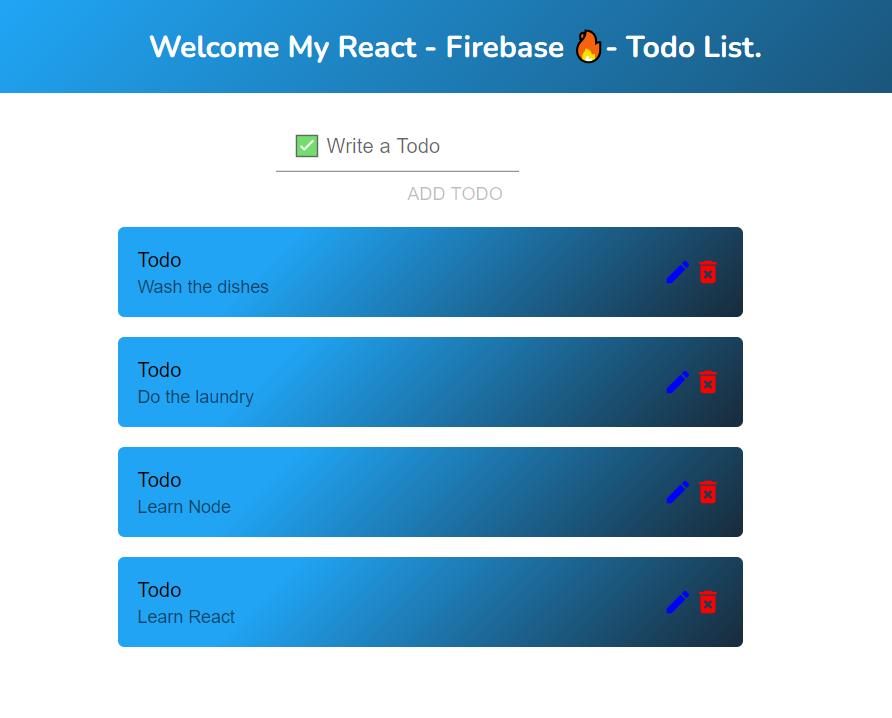 Welcome My React - Firebase 🔥- Todo List.
✅ Write a Todo
ADD TODO
Todo
Wash the dishes
Todo
Do the laundry
Todo
Learn Node
Todo
Learn React